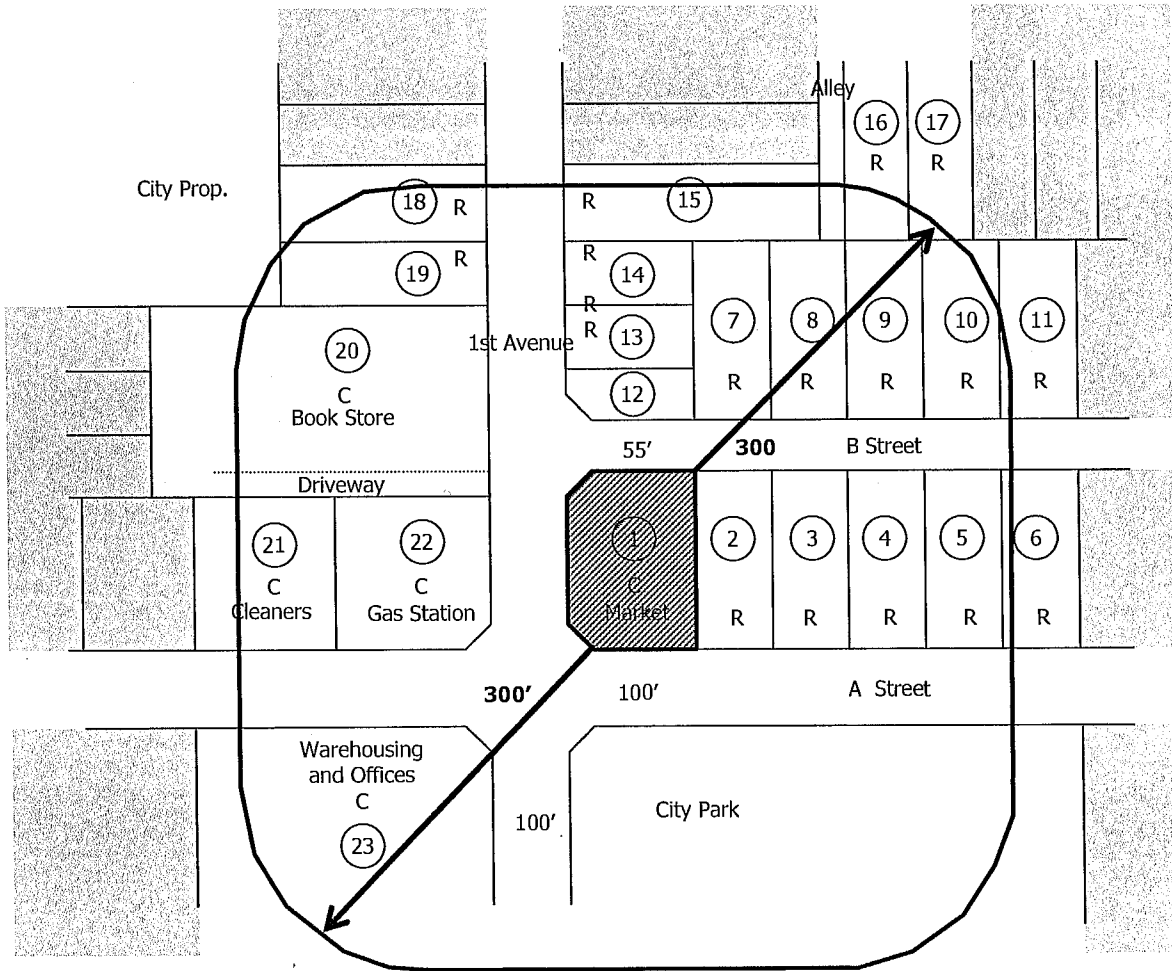 Alley
16
17
R
R
City Prop.
18
R
R
15
19
R
R
14
R
R
13
1st Avenue
12
7
8
9
10
11
R
R
R
R
R
20
C
Book Store
55'
300
B Street
Driveway
21
C
Cleaners
22
C
Gas Station
1
C
Market
2
3
4
5
6
R
R
R
R
R
300'
100'
A Street
Warehousing
and Offices
C
23
100'
City Park